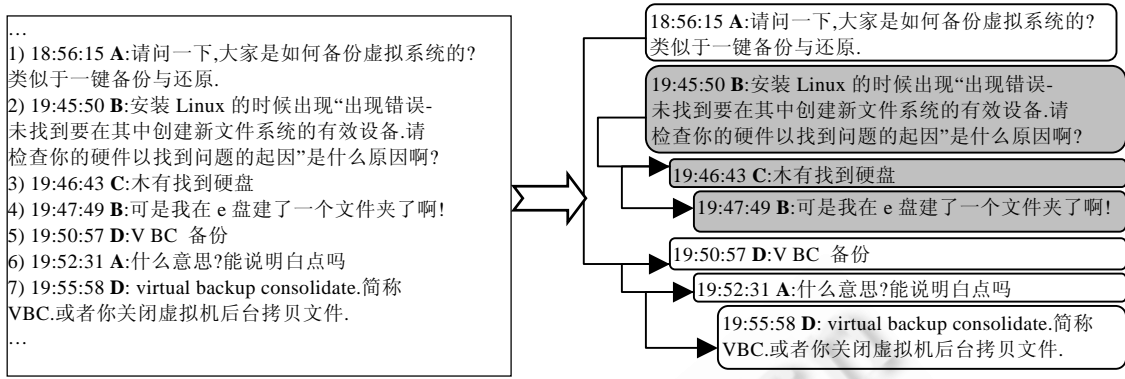 …
1) 18:56:15 A:请问一下,大家是如何备份虚拟系统的?
类似于一键备份与还原.
2) 19:45:50 B:安装 Linux 的时候出现“出现错误-
未找到要在其中创建新文件系统的有效设备.请
检查你的硬件以找到问题的起因”是什么原因啊?
3) 19:46:43 C:木有找到硬盘
4) 19:47:49 B:可是我在 e 盘建了一个文件夹了啊!
5) 19:50:57 D:V BC 备份
6) 19:52:31 A:什么意思?能说明白点吗
7) 19:55:58 D: virtual backup consolidate.简称
VBC.或者你关闭虚拟机后台拷贝文件.
…
18:56:15 A:请问一下,大家是如何备份虚拟系统的?
类似于一键备份与还原.
19:45:50 B:安装 Linux 的时候出现“出现错误-
未找到要在其中创建新文件系统的有效设备.请
检查你的硬件以找到问题的起因”是什么原因啊?
19:46:43 C:木有找到硬盘
19:47:49 B:可是我在 e 盘建了一个文件夹了啊!
19:50:57 D:V BC 备份
19:52:31 A:什么意思?能说明白点吗
19:55:58 D: virtual backup consolidate.简称
VBC.或者你关闭虚拟机后台拷贝文件.